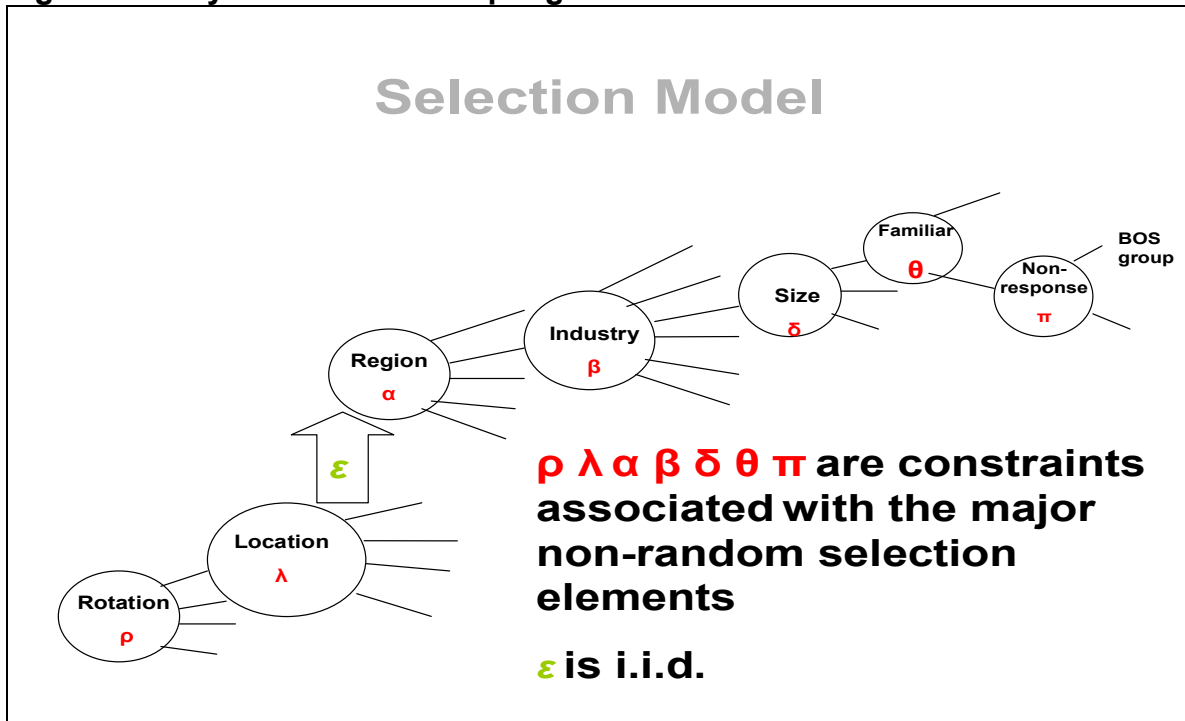 Selection Model
Familiar
θ
BOS
group
Non-
response
π
Size
δ
Industry
β
Region
α
ε
Location
λ
Rotation
ρ
ρ λ α β δ θ π are constraints
associated with the major
non-random selection
elements
ε is i.i.d.